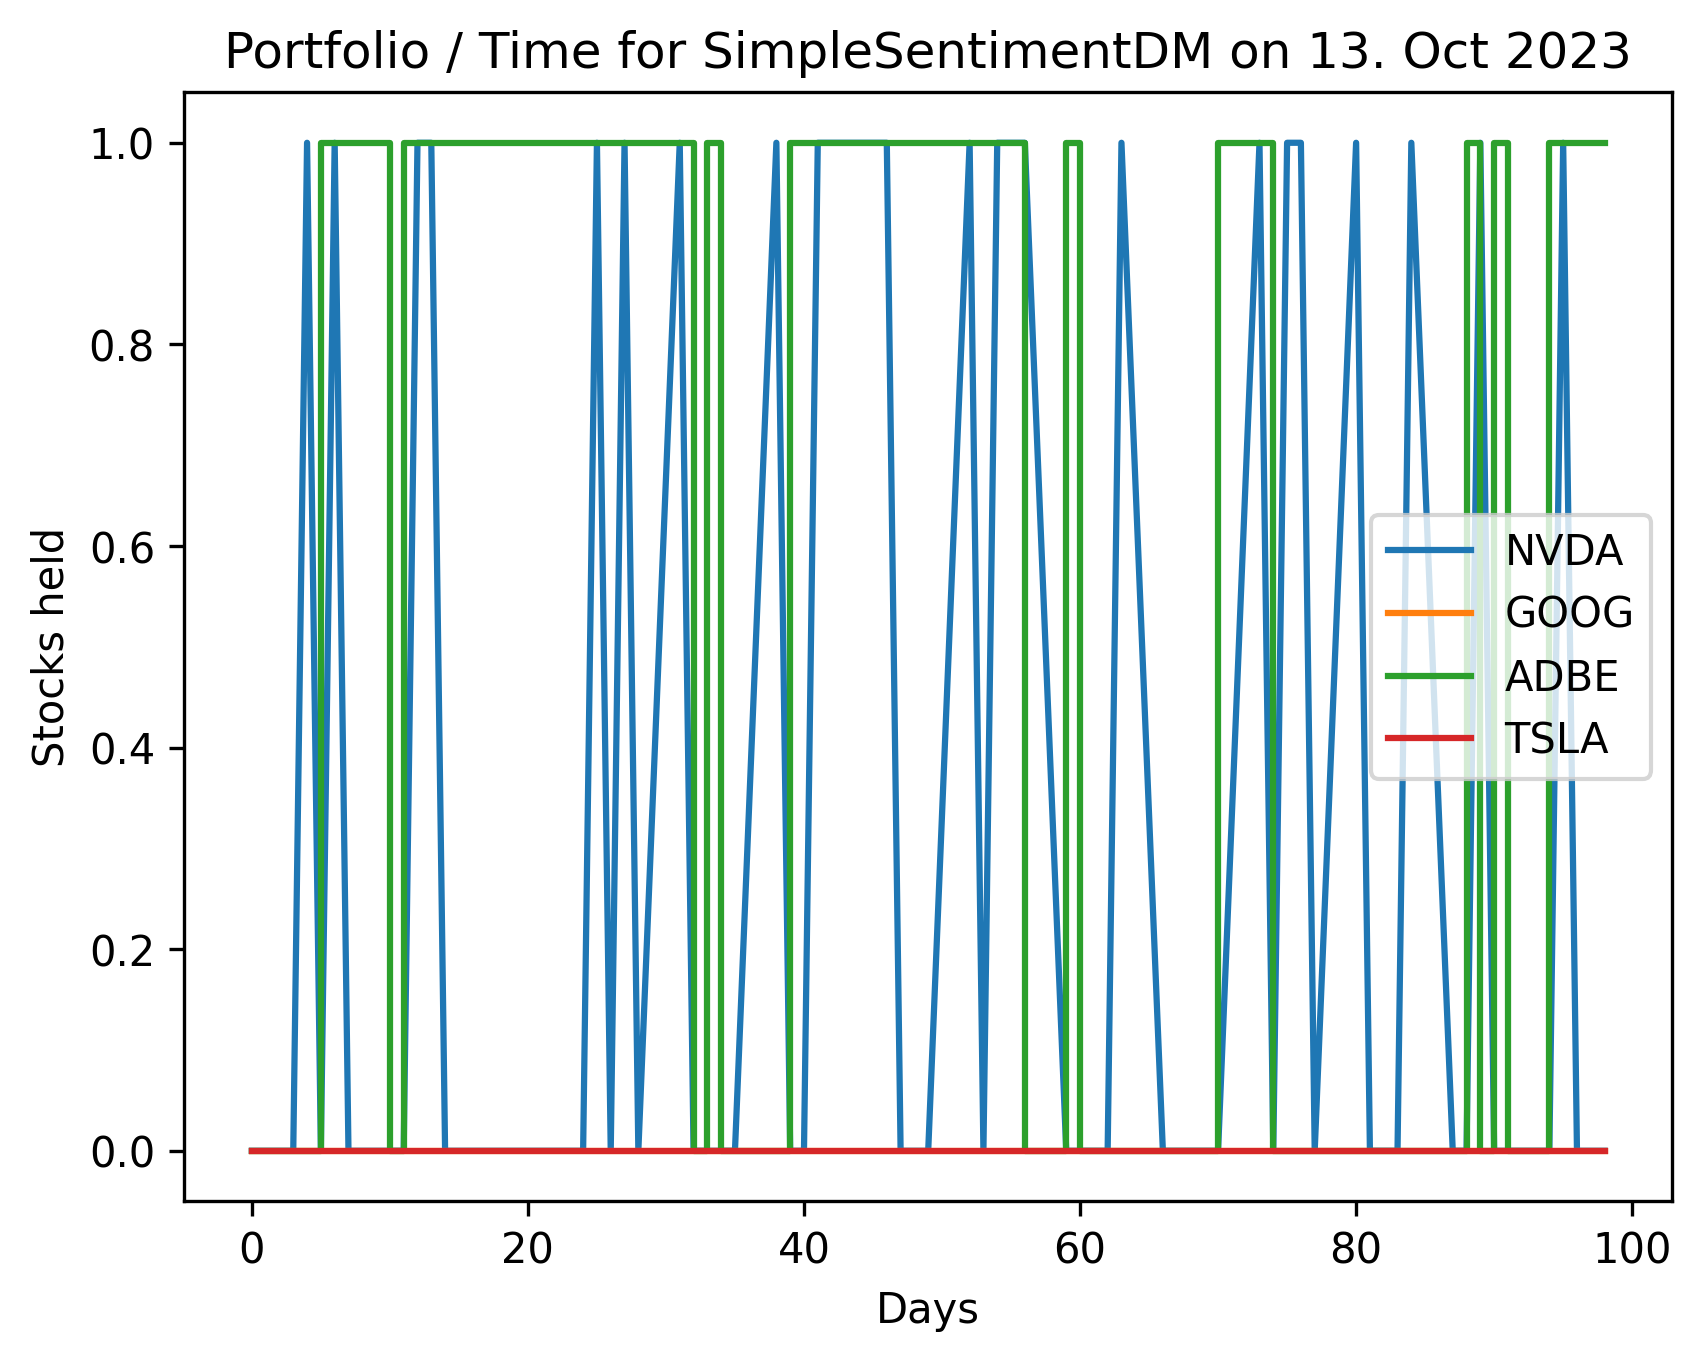 Portfolio / Time for SimpleSentimentDM on 13. Oct 2023
1.0
0.8
0.6
0.4
0.2
0.0
Stocks held
NVDA
GOOG
ADBE
TSLA
0 20 40 60 80 100
Days